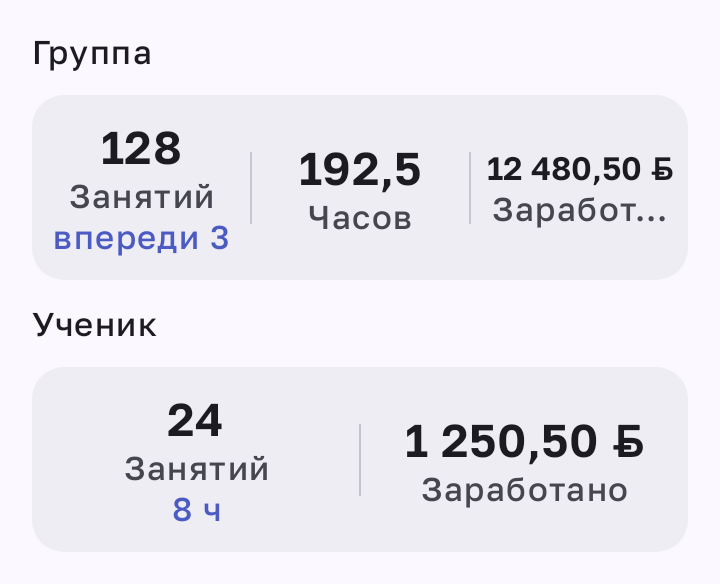 Группа
128
Занятий
впереди 3
192,5
Часов
12 480,50 Ƃ
Заработ...
Ученик
24
Занятий
8 ч
1 250,50 Ƃ
Заработано